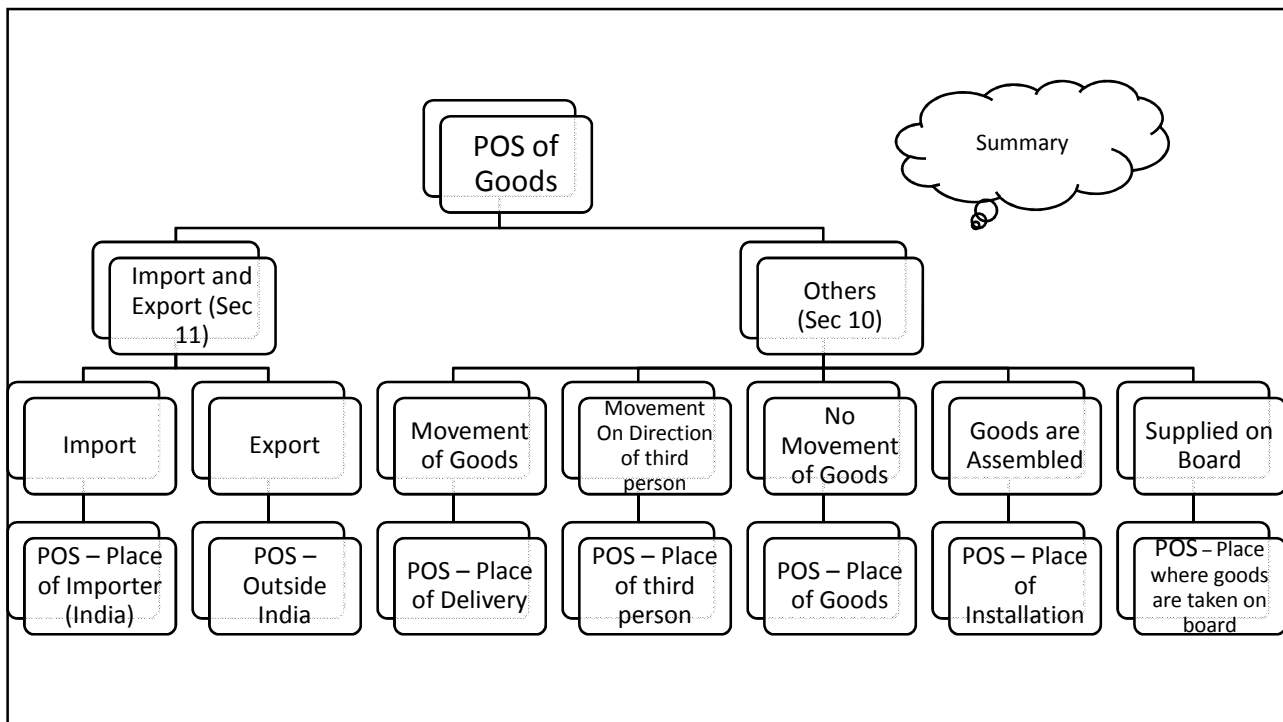 POS of
Goods
Summary
Import and
Export (Sec
11)
Others
(Sec 10)
Import
Export
Movement
of Goods
Movement
On Direction
of third
person
No
Movement
of Goods
Goods are
Assembled
Supplied on
Board
POS – Place
of Importer
(India)
POS –
Outside
India
POS – Place
of Delivery
POS – Place
of third
person
POS – Place
of Goods
POS – Place
of
Installation
POS – Place
where goods
are taken on
board